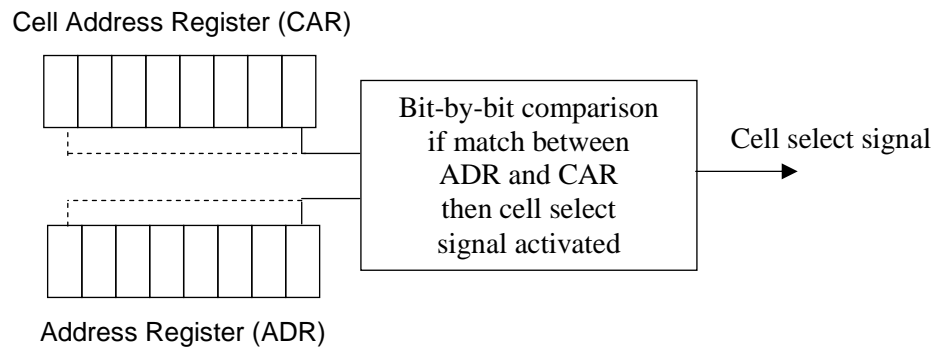 Cell Address Register (CAR)
Bit-by-bit comparison
if match between
ADR and CAR
then cell select
signal activated
Cell select signal
Address Register (ADR)